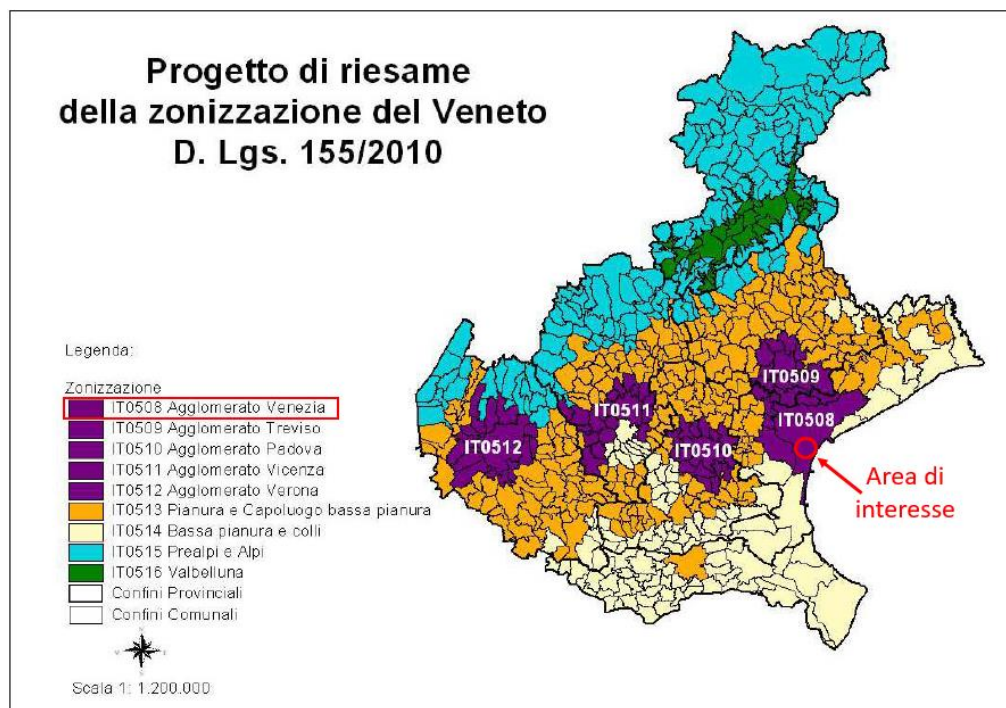 Progetto di riesame
della zonizzazione del Veneto
D. Lgs. 155/2010
Legenda:
Zonizzazione
IT0508 Agglomerato Venezia
IT0509 Agglomerato Treviso
IT0510 Agglomerato Padova
IT0511 Agglomerato Vicenza
IT0512 Agglomerato Verona
IT0513 Pianura e Capoluogo bassa pianura
IT0514 Bassa pianura e colli
IT0515 Prealpi e Alpi
IT0516 Valbelluna
Confini Provinciali
Confini Comunali
Scala 1: 1.200.000
IT0509
IT0511
IT0508
IT0512
IT0510
Area di
interesse